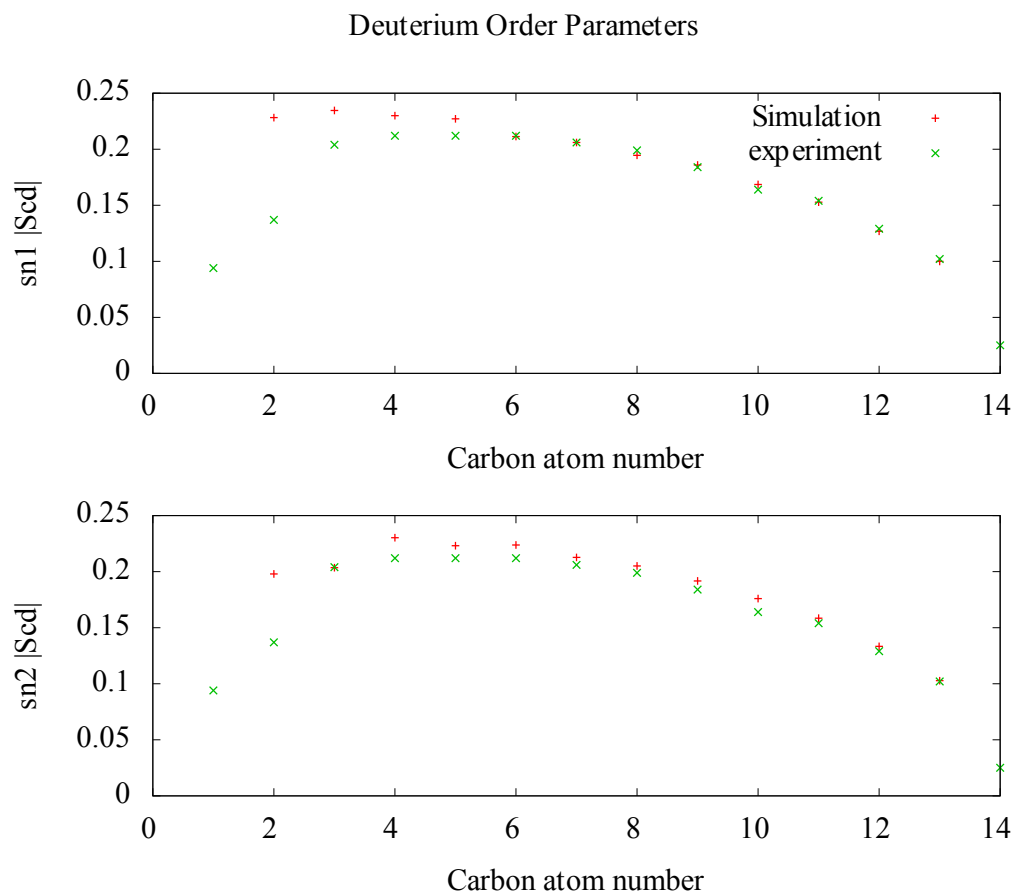 Deuterium Order Parameters
0.25
0.2
0.15
0.1
0.05
0
sn1 |Scd|
Simulation
experiment
0 2 4 6 8 10 12 14
Carbon atom number
0.25
0.2
0.15
0.1
0.05
0
sn2 |Scd|
0 2 4 6 8 10 12 14
Carbon atom number